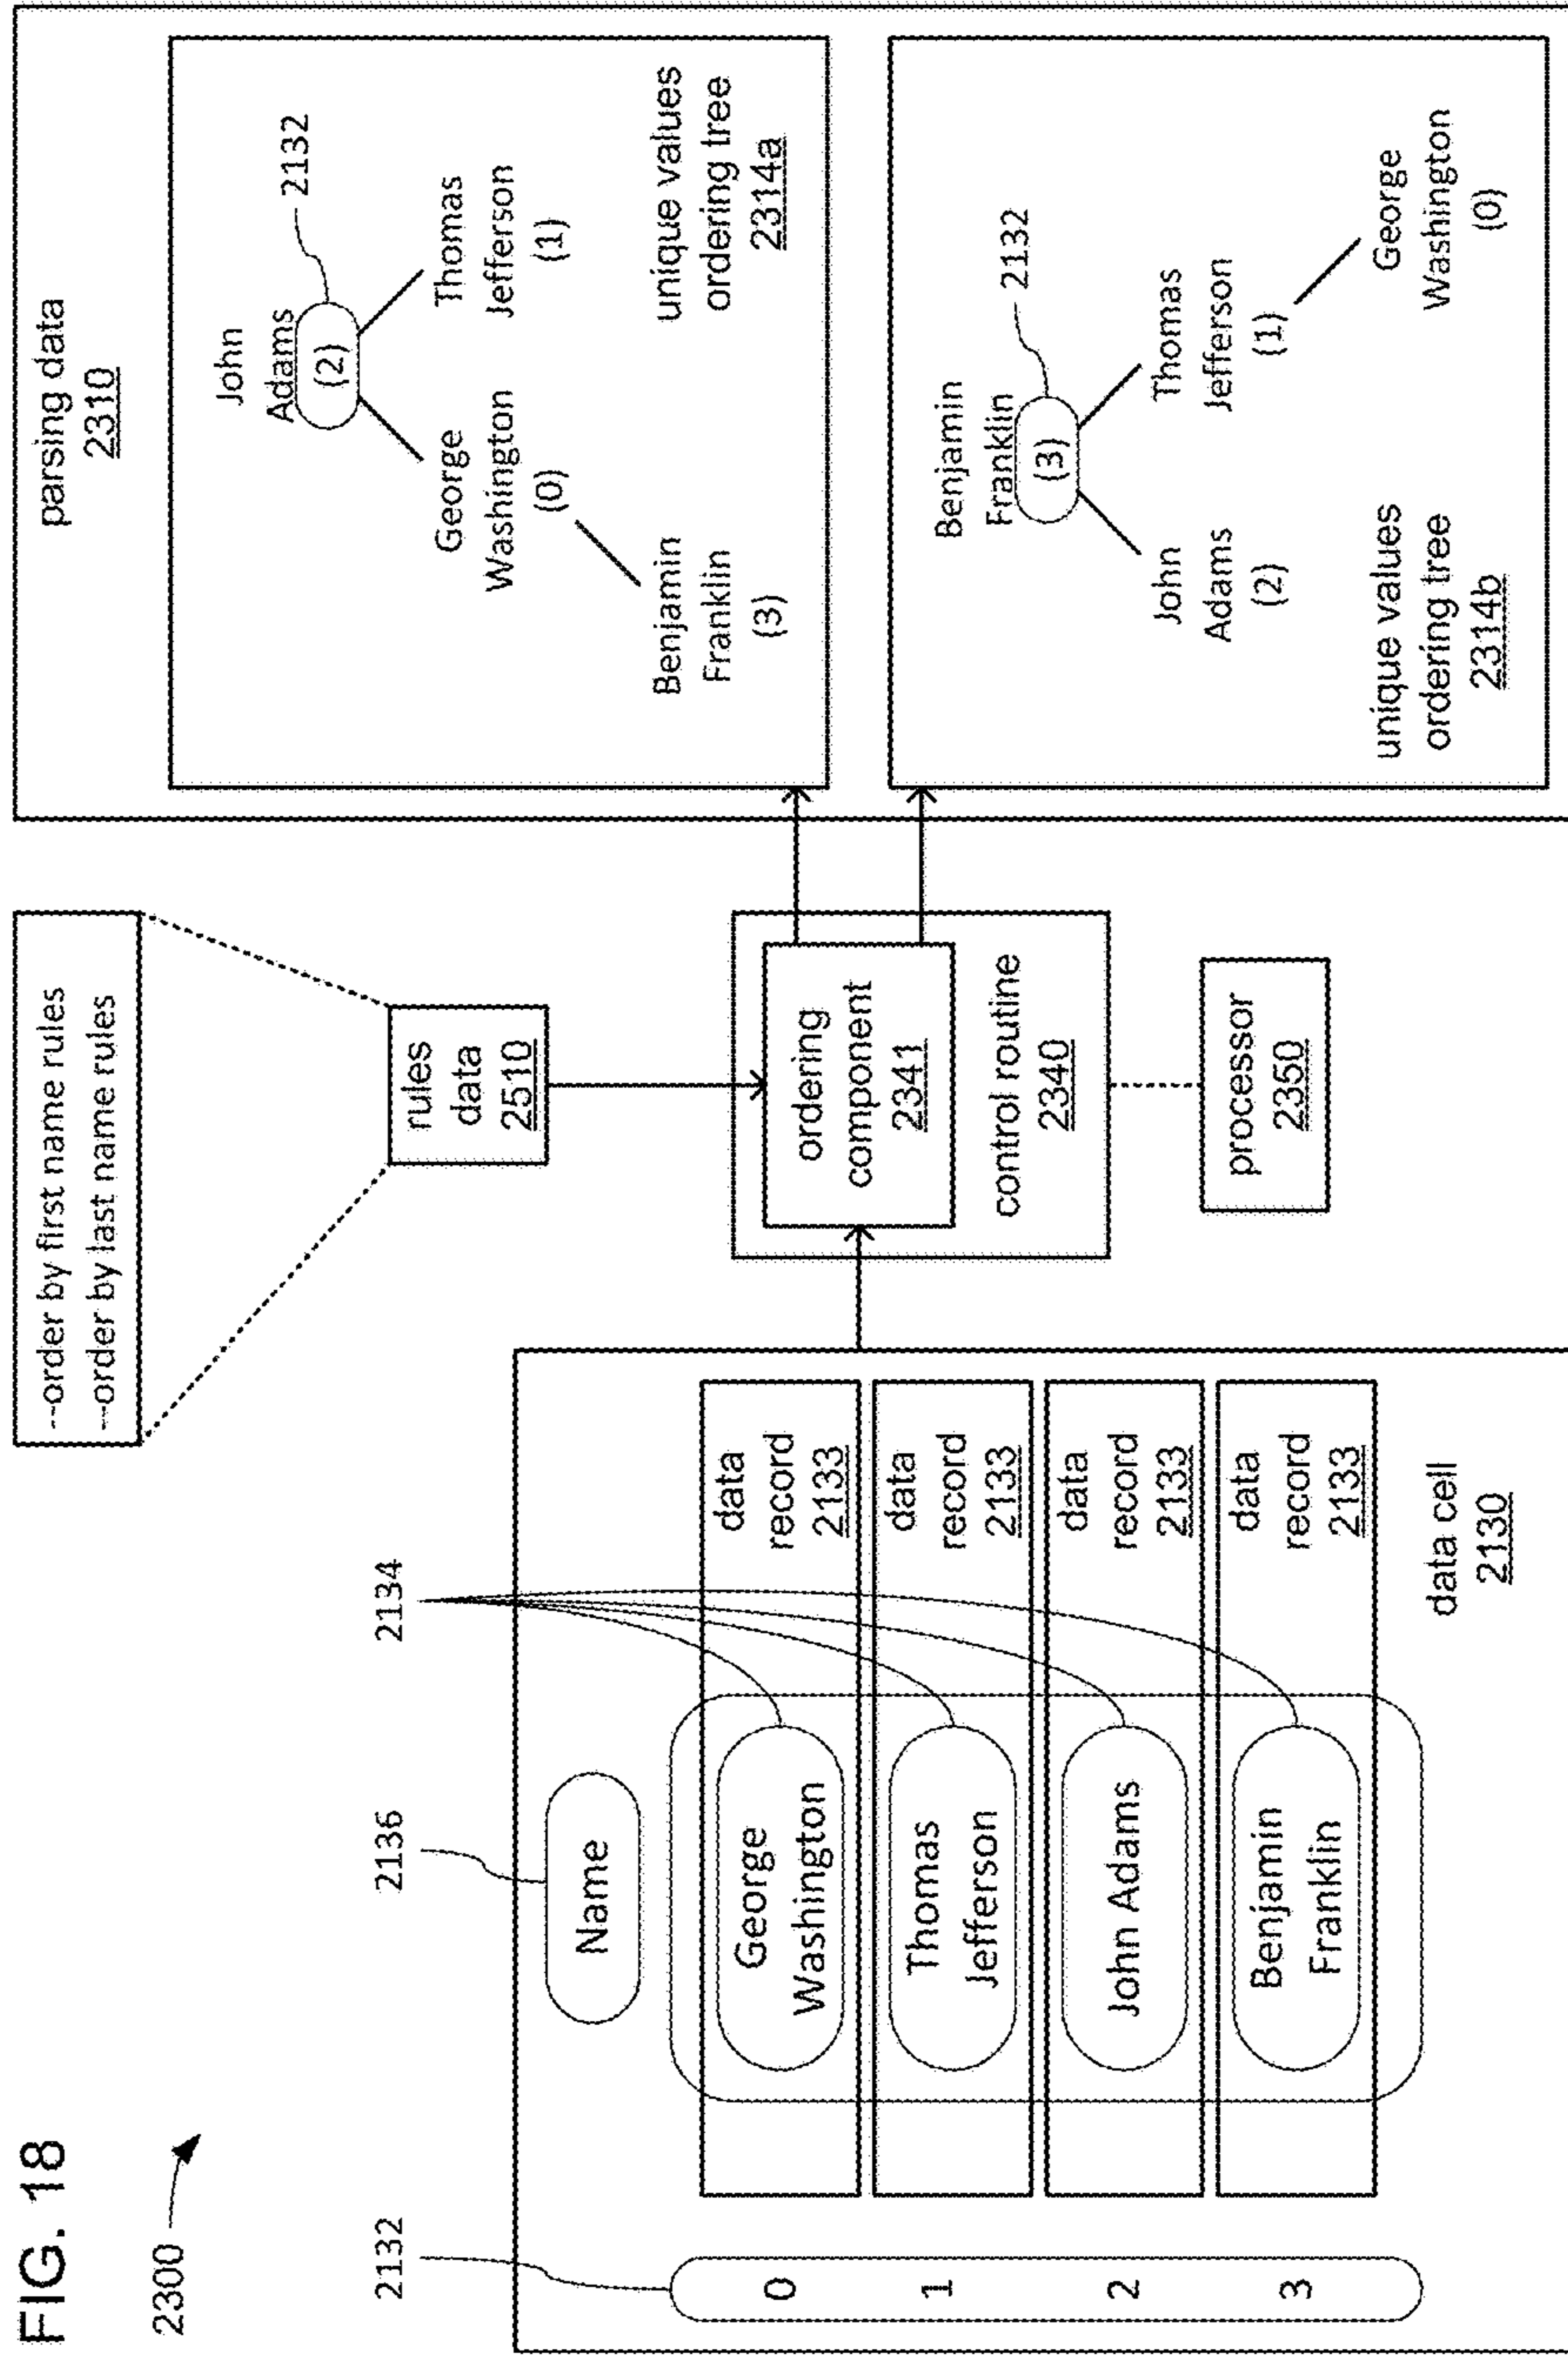 FIG. 18
2300
2132
2136
2134
0
1
2
3
Name
George
Washington
data
record
2133
Thomas
Jefferson
data
record
2133
John Adams
data
record
2133
Benjamin
Franklin
data
record
2133
data cell
2130
--order by first name rules
--order by last name rules
rules
data
2510
ordering
component
2341
control routine
2340
processor
2350
parsing data
2310
John
Adams
(2)
2132
George
Washington
(0)
Thomas
Jefferson
(1)
Benjamin
Franklin
(3)
unique values
ordering tree
2314a
Benjamin
Franklin
(3)
2132
John
Adams
(2)
Thomas
Jefferson
(1)
George
Washington
(0)
unique values
ordering tree
2314b